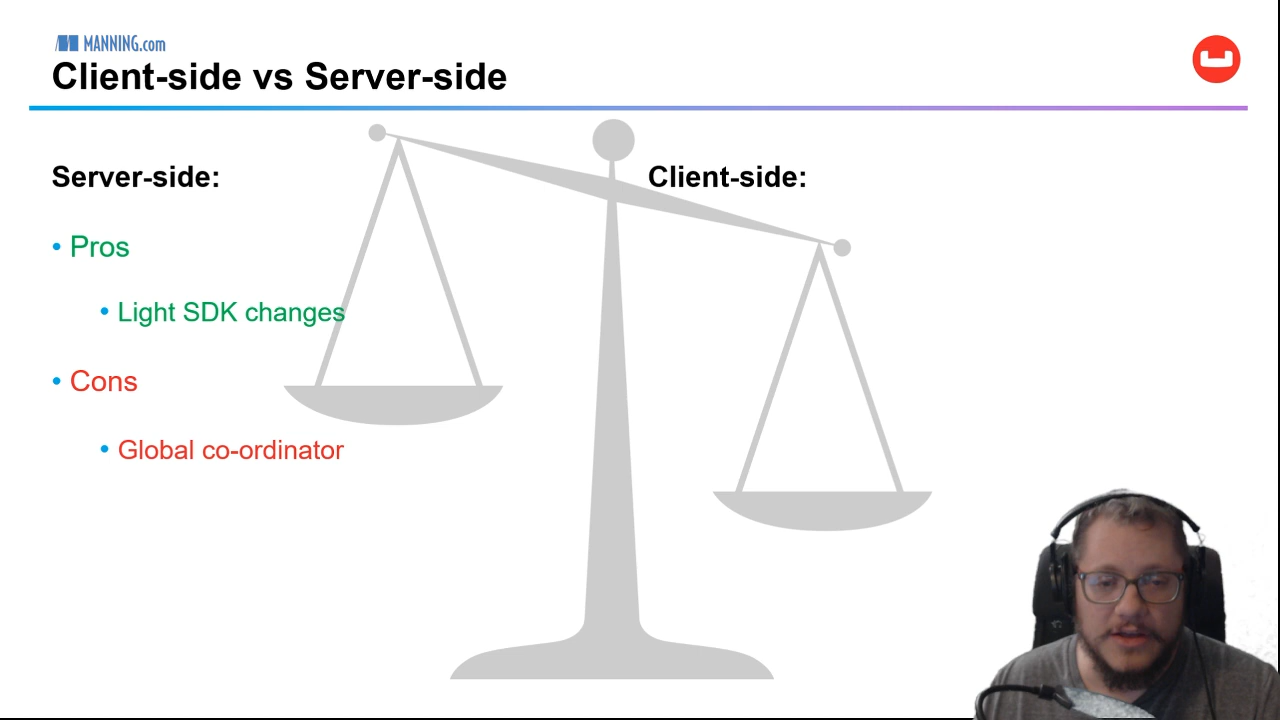 MANNING.com
Client-side vs Server-side
Server-side:
• Pros
• Light SDK changes
• Cons
• Global co-ordinator
Client-side: